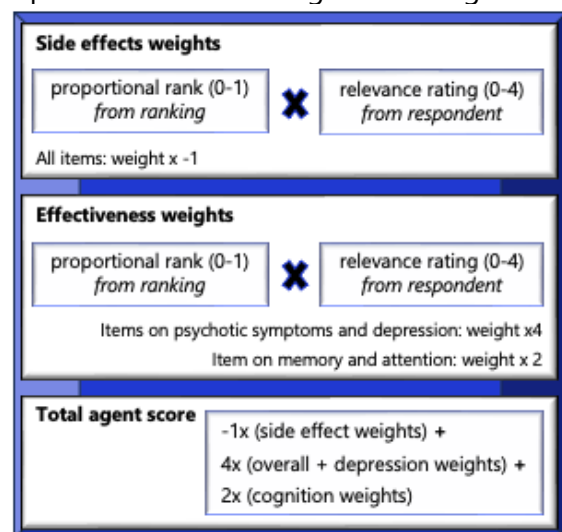 Side effects weights
proportional rank (0-1)
from ranking
x
relevance rating (0-4)
from respondent
All items: weight x -1
Effectiveness weights
proportional rank (0-1)
from ranking
x
relevance rating (0-4)
from respondent
Items on psychotic symptoms and depression: weight x4
Item on memory and attention: weight x 2
Total agent score
-1x (side effect weights) +
4x (overall + depression weights) +
2x (cognition weights)